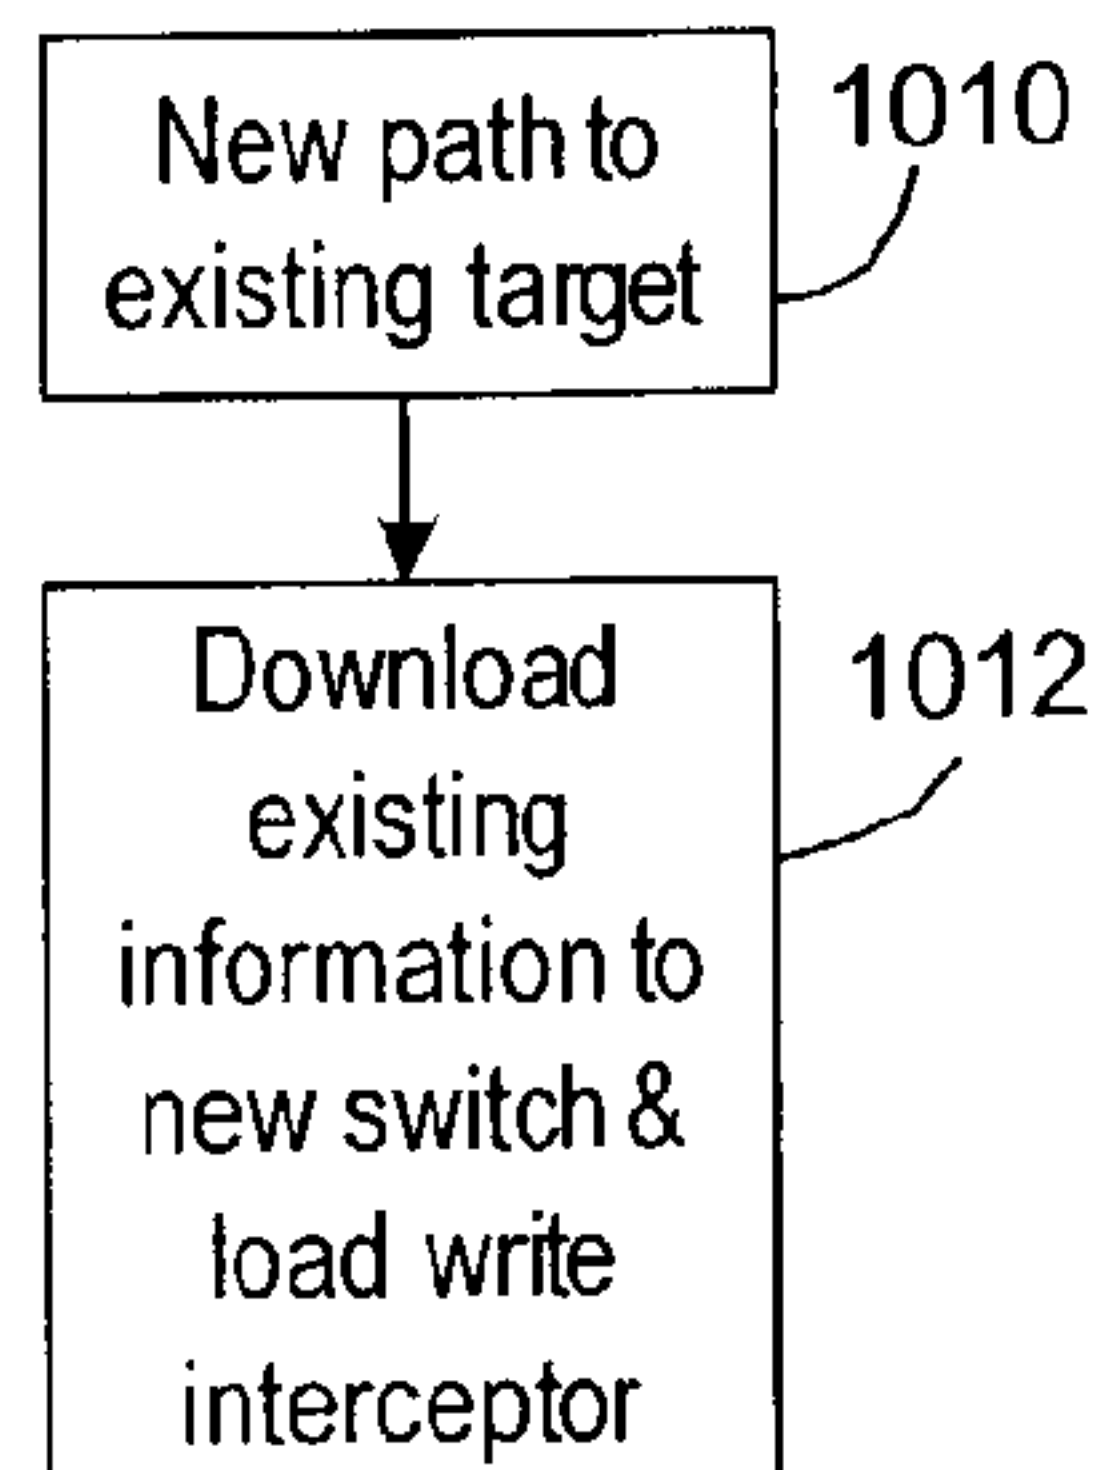 New path to
existing target
1010
Download
existing
information to
new switch &
load write
interceptor
1012